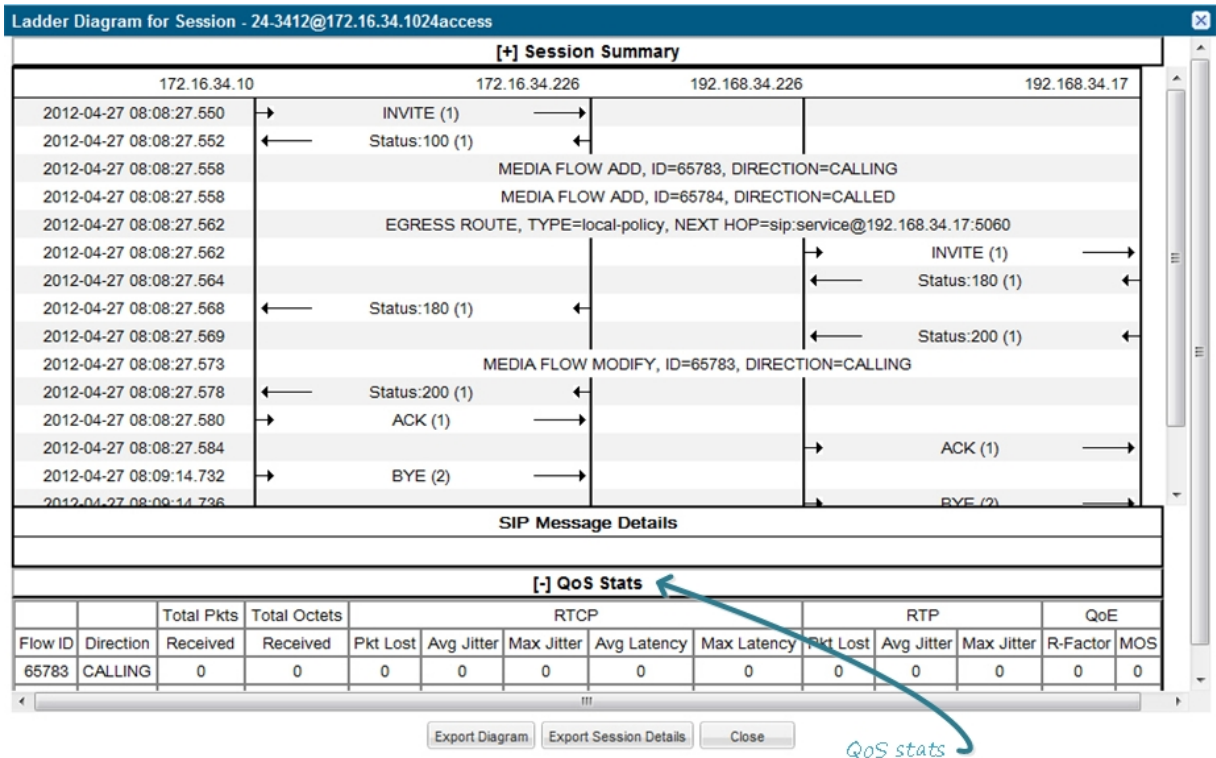 Ladder Diagram for Session - 24-3412@172.16.34.1024access
[+] Session Summary
172.16.34.10 172.16.34.226 192.168.34.226 192.168.34.17
2012-04-27 08:08:27.550 INVITE (1)
2012-04-27 08:08:27.552 Status:100 (1)
2012-04-27 08:08:27.558 MEDIA FLOW ADD, ID=65783, DIRECTION=CALLING
2012-04-27 08:08:27.558 MEDIA FLOW ADD, ID=65784, DIRECTION=CALLED
2012-04-27 08:08:27.562 EGRESS ROUTE, TYPE=local-policy, NEXT HOP=sip:service@192.168.34.17:5060
2012-04-27 08:08:27.562 INVITE (1)
2012-04-27 08:08:27.564 Status:180 (1)
2012-04-27 08:08:27.568 Status:180 (1)
2012-04-27 08:08:27.569 Status:200 (1)
2012-04-27 08:08:27.573 MEDIA FLOW MODIFY, ID=65783, DIRECTION=CALLING
2012-04-27 08:08:27.578 Status:200 (1)
2012-04-27 08:08:27.580 ACK (1)
2012-04-27 08:08:27.584 ACK (1)
2012-04-27 08:09:14.732 BYE (2)
2012-04-27 08:09:14.736 BYE (2)
SIP Message Details
[-] QoS Stats
Total Pkts Total Octets RTCP RTP QoE
Flow ID Direction Received Received Pkt Lost Avg Jitter Max Jitter Avg Latency Max Latency Pkt Lost Avg Jitter Max Jitter R-Factor MOS
65783 CALLING 0 0 0 0 0 0 0 0 0 0 0 0
Export Diagram Export Session Details Close
QoS stats